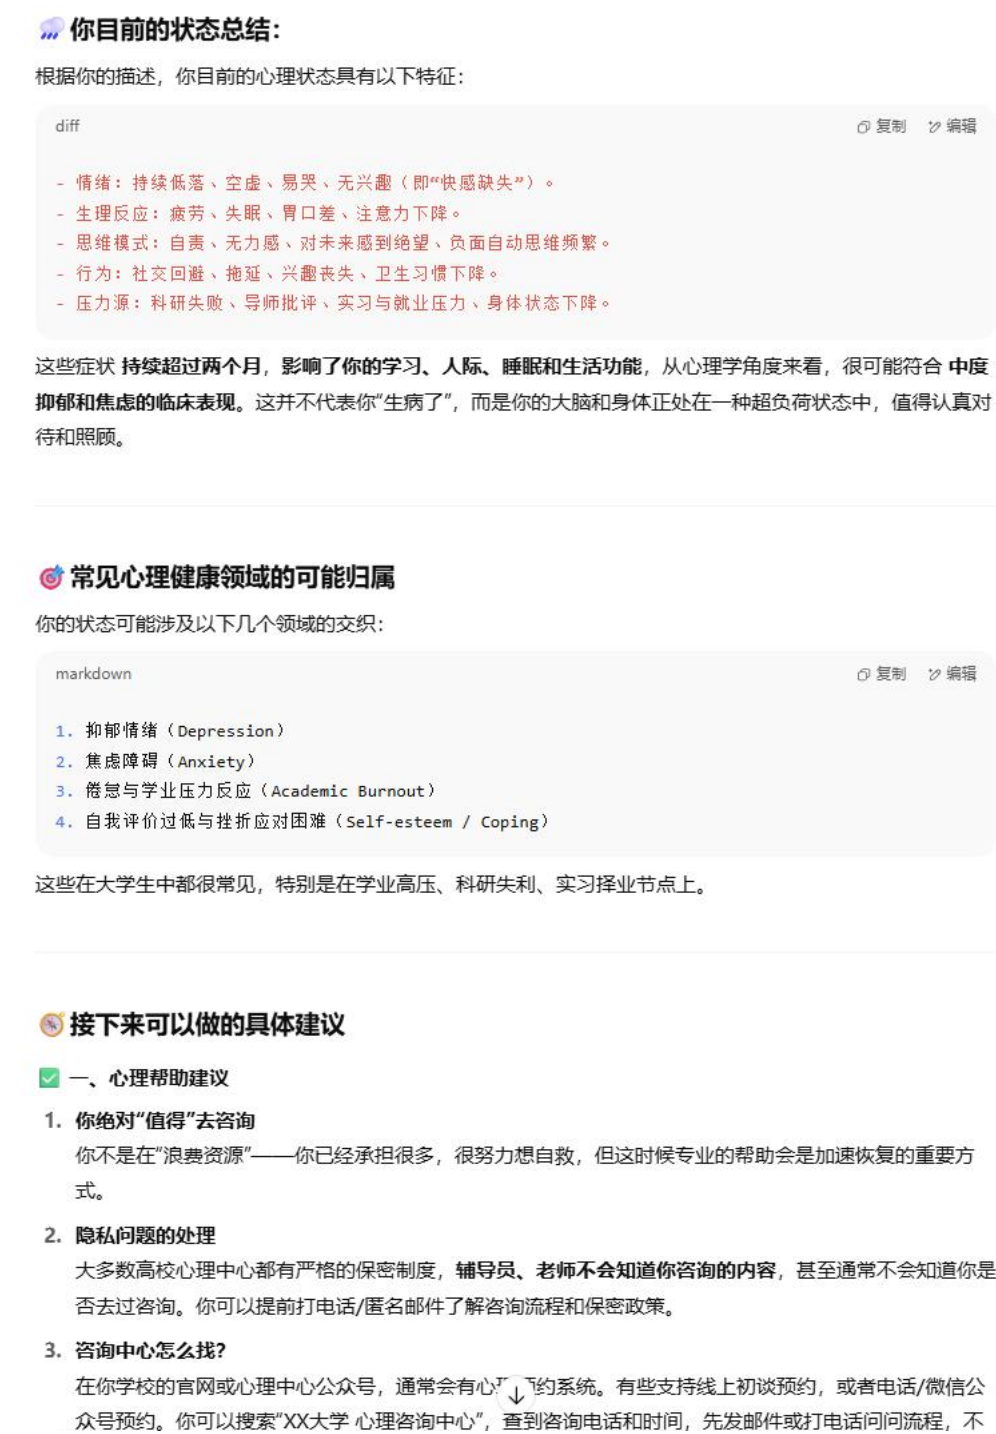 🌧️ 你目前的状态总结：
根据你的描述，你目前的心理状态具有以下特征：
diff 复制 编辑
- 情绪：持续低落、空虚、易哭、无兴趣（即“快感缺失”）。
- 生理反应：疲劳、失眠、胃口差、注意力下降。
- 思维模式：自责、无力感、对未来感到绝望、负面自动思维频繁。
- 行为：社交回避、拖延、兴趣丧失、卫生习惯下降。
- 压力源：科研失败、导师批评、实习与就业压力、身体状态下降。
这些症状 持续超过两个月，影响了你的学习、人际、睡眠和生活功能，从心理学角度来看，很可能符合 中度
抑郁和焦虑的临床表现。这并不代表你“生病了”，而是你的大脑和身体正处在一种超负荷状态中，值得认真对
待和照顾。
🎯 常见心理健康领域的可能归属
你的状态可能涉及以下几个领域的交织：
markdown 复制 编辑
1. 抑郁情绪（Depression）
2. 焦虑障碍（Anxiety）
3. 倦怠与学业压力反应（Academic Burnout）
4. 自我评价过低与挫折应对困难（Self-esteem / Coping）
这些在大学生中都很常见，特别是在学业高压、科研失利、实习择业节点上。
🧭 接下来可以做的具体建议
✅ 一、心理帮助建议
1. 你绝对“值得”去咨询
你不是在“浪费资源”——你已经承担很多，很努力想自救，但这时候专业的帮助会是加速恢复的重要方
式。
2. 隐私问题的处理
大多数高校心理中心都有严格的保密制度，辅导员、老师不会知道你咨询的内容，甚至通常不会知道你是
否去过咨询。你可以提前打电话/匿名邮件了解咨询流程和保密政策。
3. 咨询中心怎么找？
在你学校的官网或心理中心公众号，通常会有心理预约系统。有些支持线上初谈预约，或者电话/微信公
众号预约。你可以搜索“XX大学 心理咨询中心”，查到咨询电话和时间，先发邮件或打电话问问流程，不